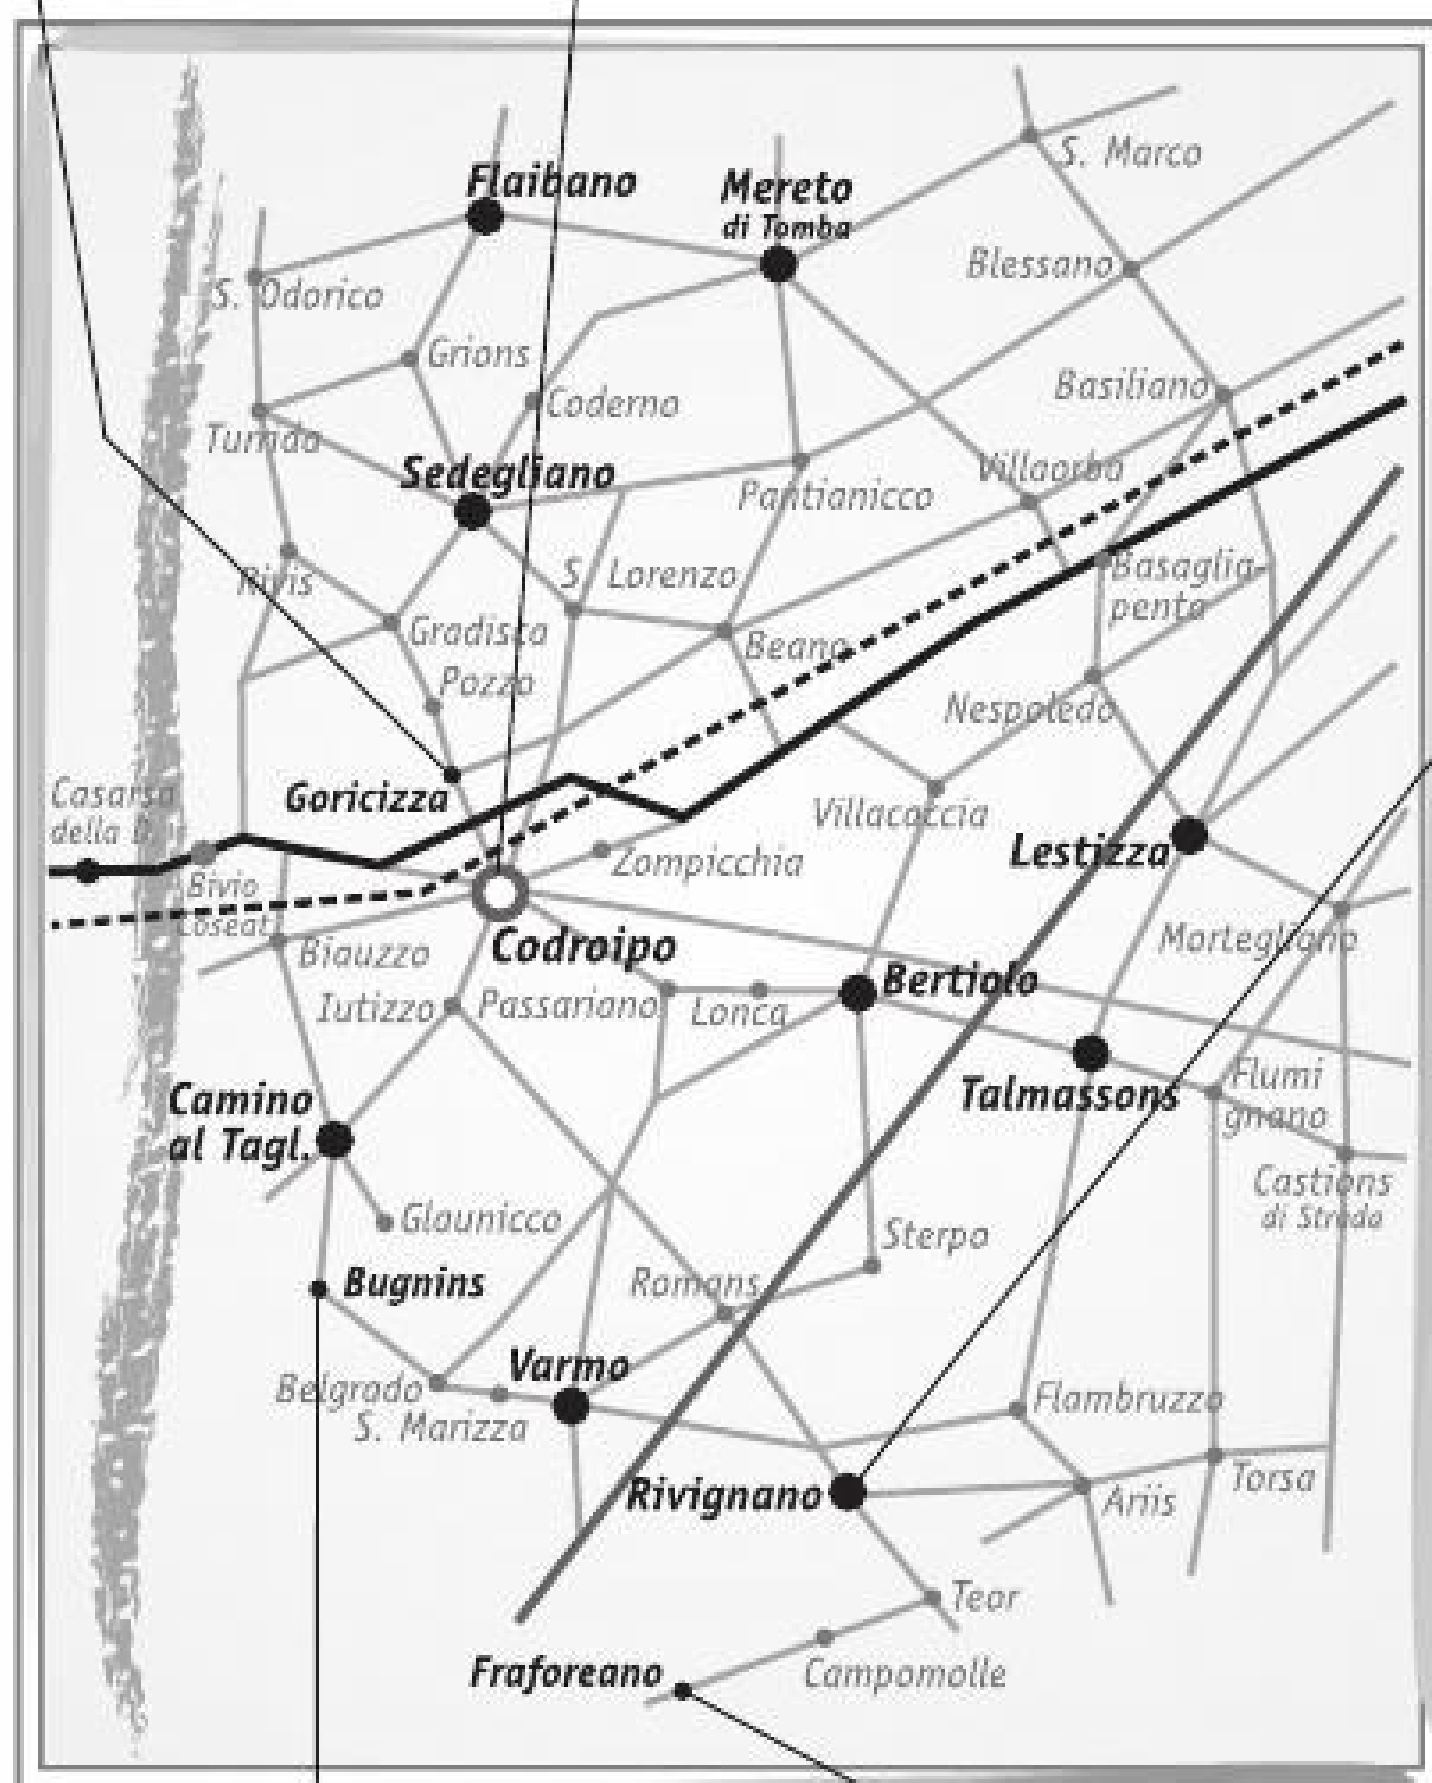 S. Marco
Flaibano
Mereto
di Tomba
Blessano
S. Odorico
Grions
Basiliano
Coderno
Turrida
Sedegliano
Villaorba
Pantianicco
Rivis
S. Lorenzo
Basaglia-
penta
Gradisca
Beano
Pozzo
Nespoledo
Casarsa
della D.
Goricizza
Villacaccia
Lestizza
Zompicchia
Bivio
Coseat
Biauzzo
Codroipo
Mortegliano
Iutizzo
Passariano
Lonca
Bertiolo
Flumi
gnano
Talmassons
Camino
al Tagl.
Castions
di Strada
Glaunicco
Sterpo
Bugnins
Romans
Varmo
Belgrado
S. Marizza
Flambruzzo
Rivignano
Ariis
Torsa
Teor
Fraforeano
Campomolle